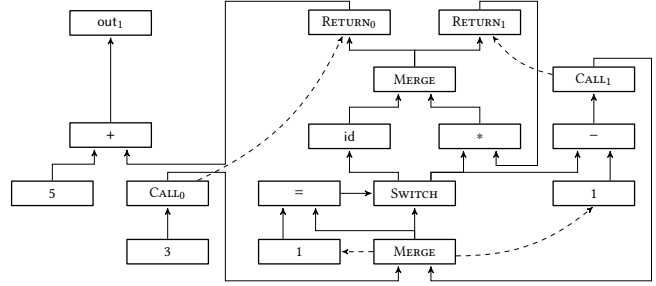 out₁ RETURN₀ RETURN₁
MERGE CALL₁
+ id * −
5 CALL₀ = SWITCH 1
3 1 MERGE